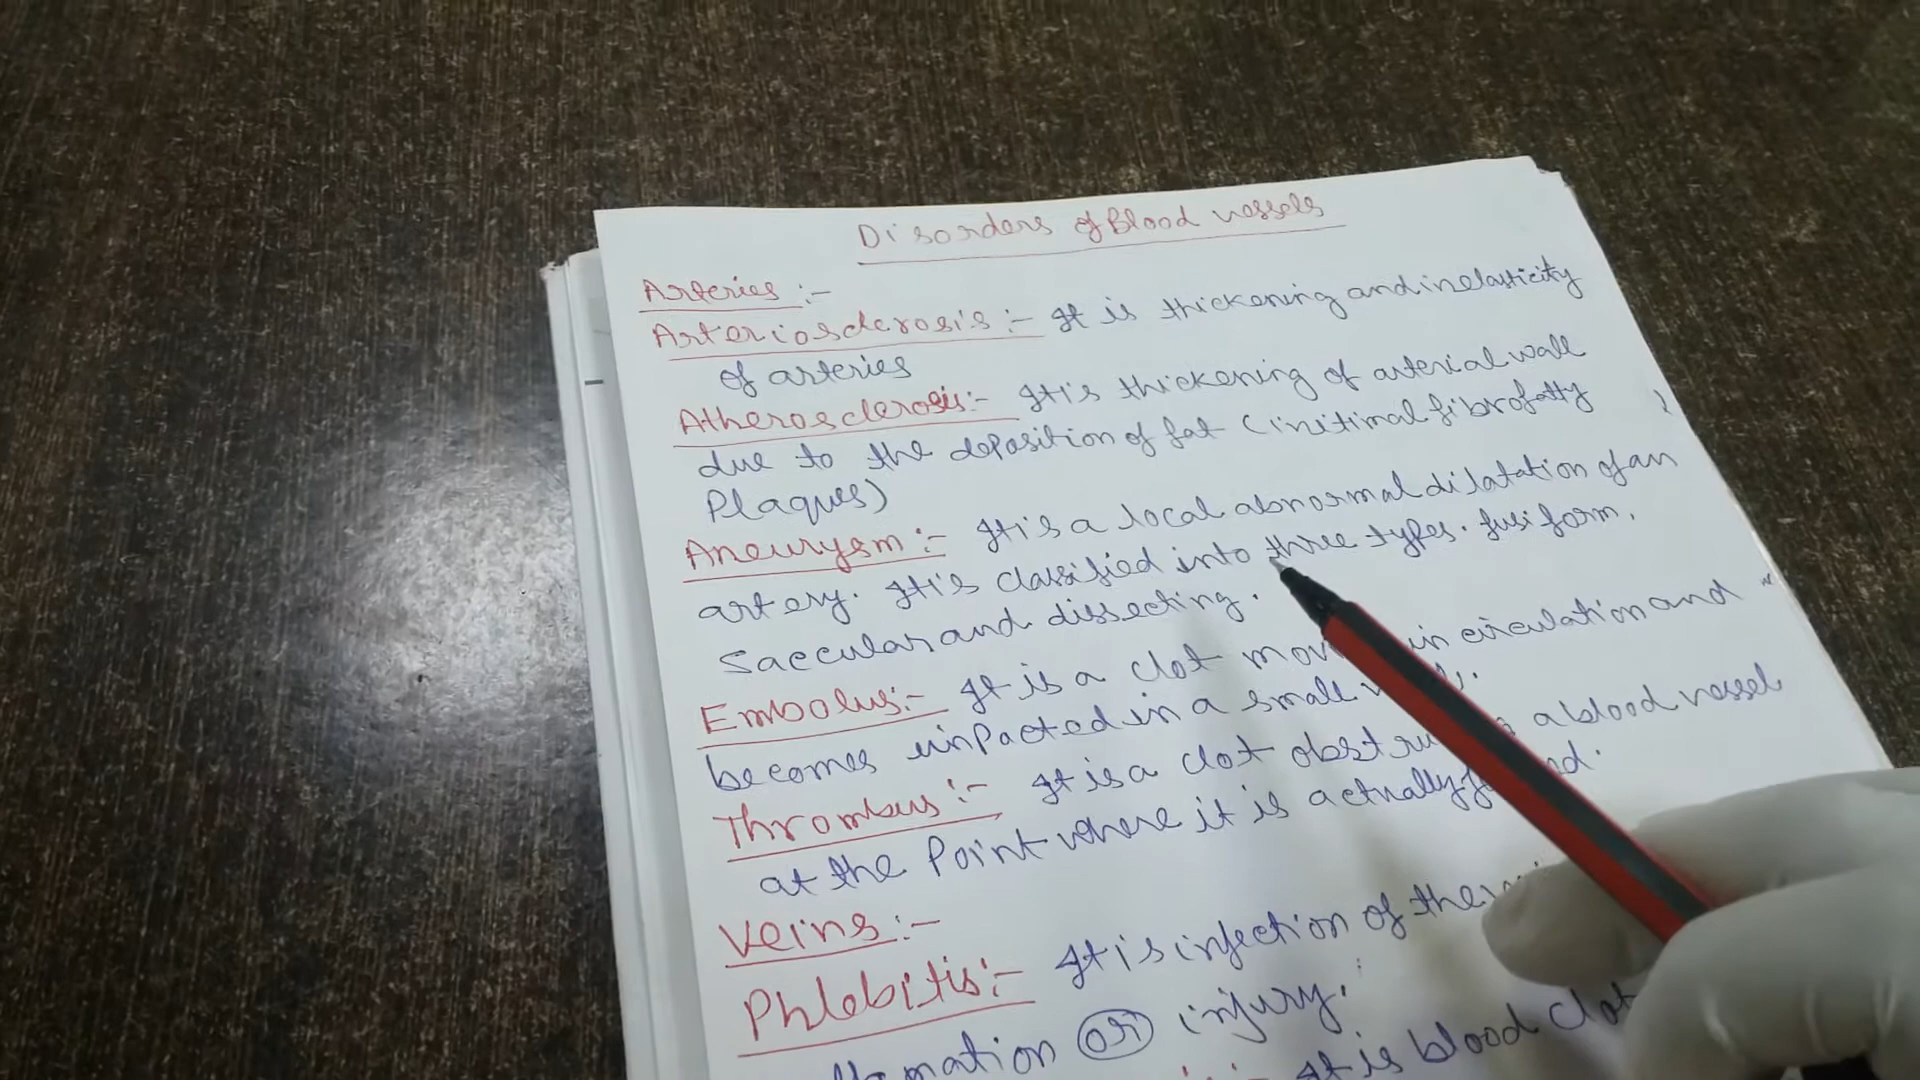 Disorders of Blood vessels
Arteries :-
Arteriosclerosis :- It is thickening and inelasticity
of arteries
Atherosclerosis:- It is thickening of arterial wall
due to the deposition of fat (initimal fibrofatty
Plaques)
Aneurysm :- It is a local abnormal dilatation of an
artery. It is classified into three types. fusiform,
Saccular and dissecting.
Embolus:- It is a clot in circulation and
becomes impacted in a small
Thrombus:- It is a clot a blood vessel
at the Point where it is actually
Veins:-
Phlebitis:- It is infection of the
or injury.
It is blood clot